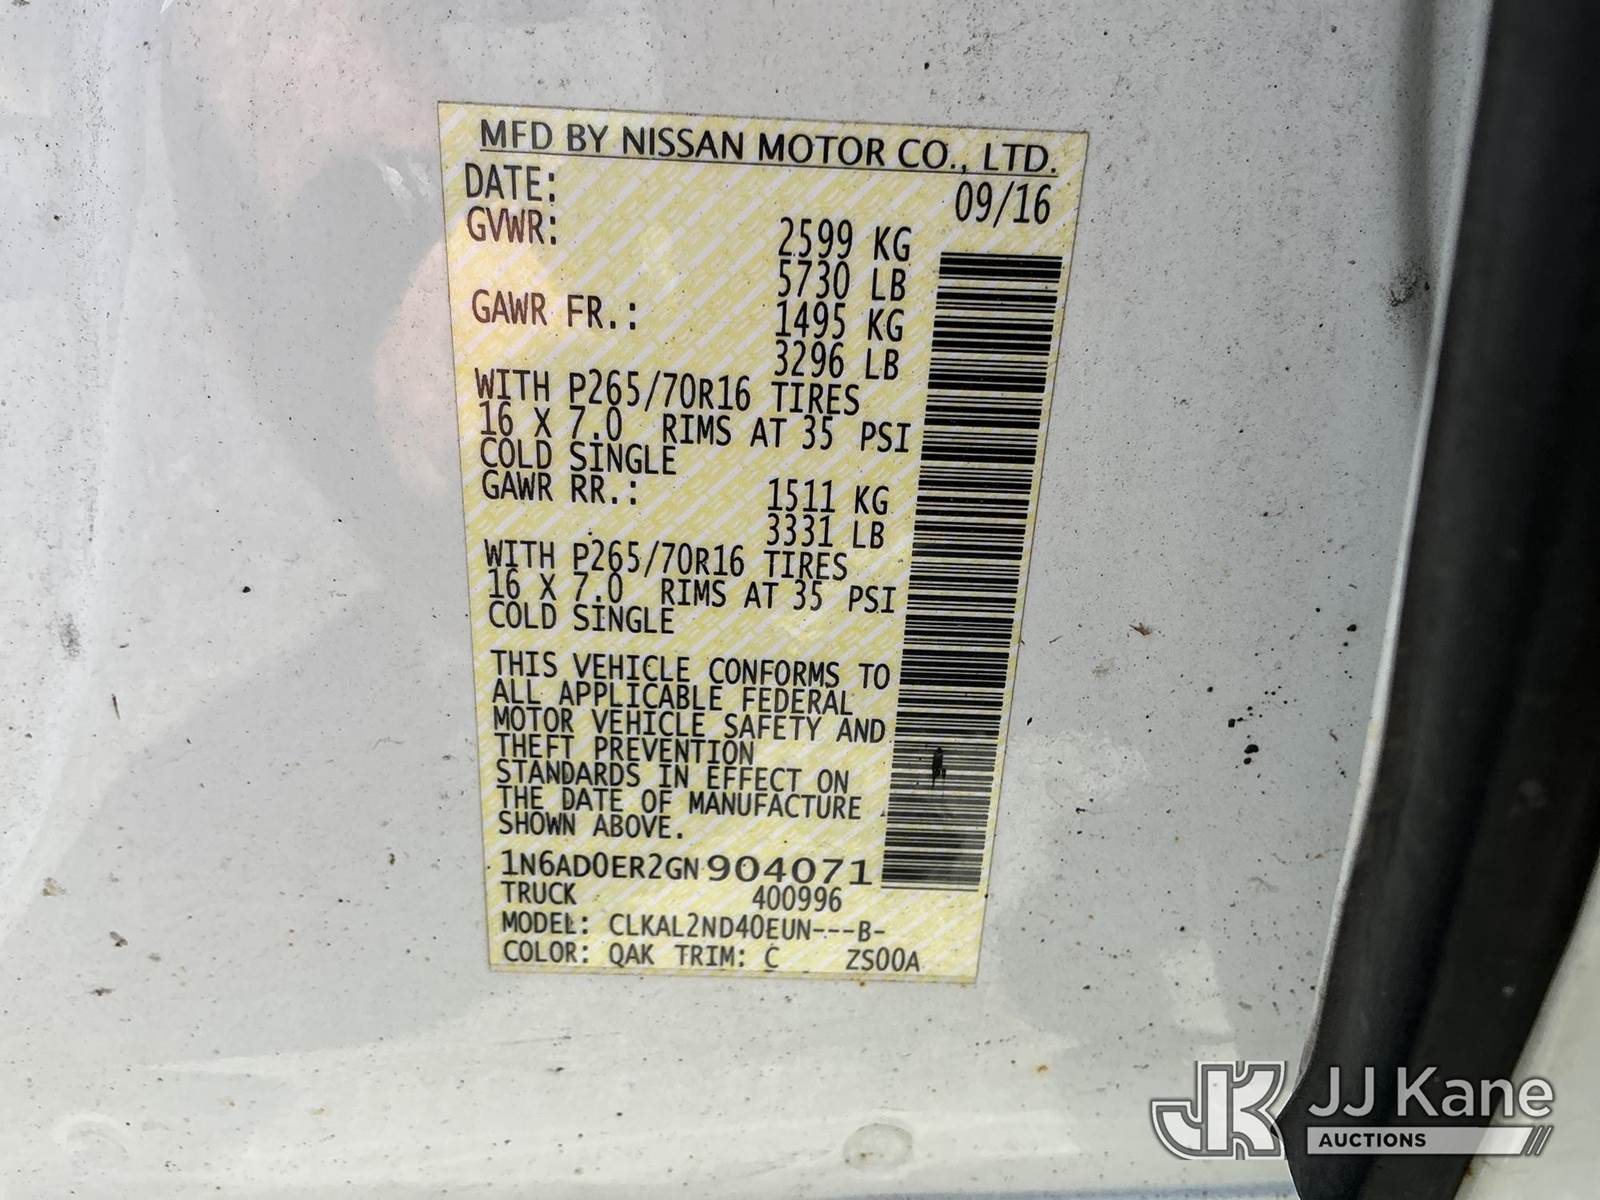 MFD BY NISSAN MOTOR CO., LTD.
DATE: 09/16
GVWR: 2599 KG
5730 LB
GAWR FR.: 1495 KG
3296 LB
WITH P265/70R16 TIRES
16 X 7.0 RIMS AT 35 PSI
COLD SINGLE
GAWR RR.: 1511 KG
3331 LB
WITH P265/70R16 TIRES
16 X 7.0 RIMS AT 35 PSI
COLD SINGLE
THIS VEHICLE CONFORMS TO
ALL APPLICABLE FEDERAL
MOTOR VEHICLE SAFETY AND
THEFT PREVENTION
STANDARDS IN EFFECT ON
THE DATE OF MANUFACTURE
SHOWN ABOVE.
1N6AD0ER2GN904071
TRUCK 400996
MODEL: CLKAL2ND40EUN---B-
COLOR: QAK TRIM: C ZS00A
JK JJ Kane
AUCTIONS